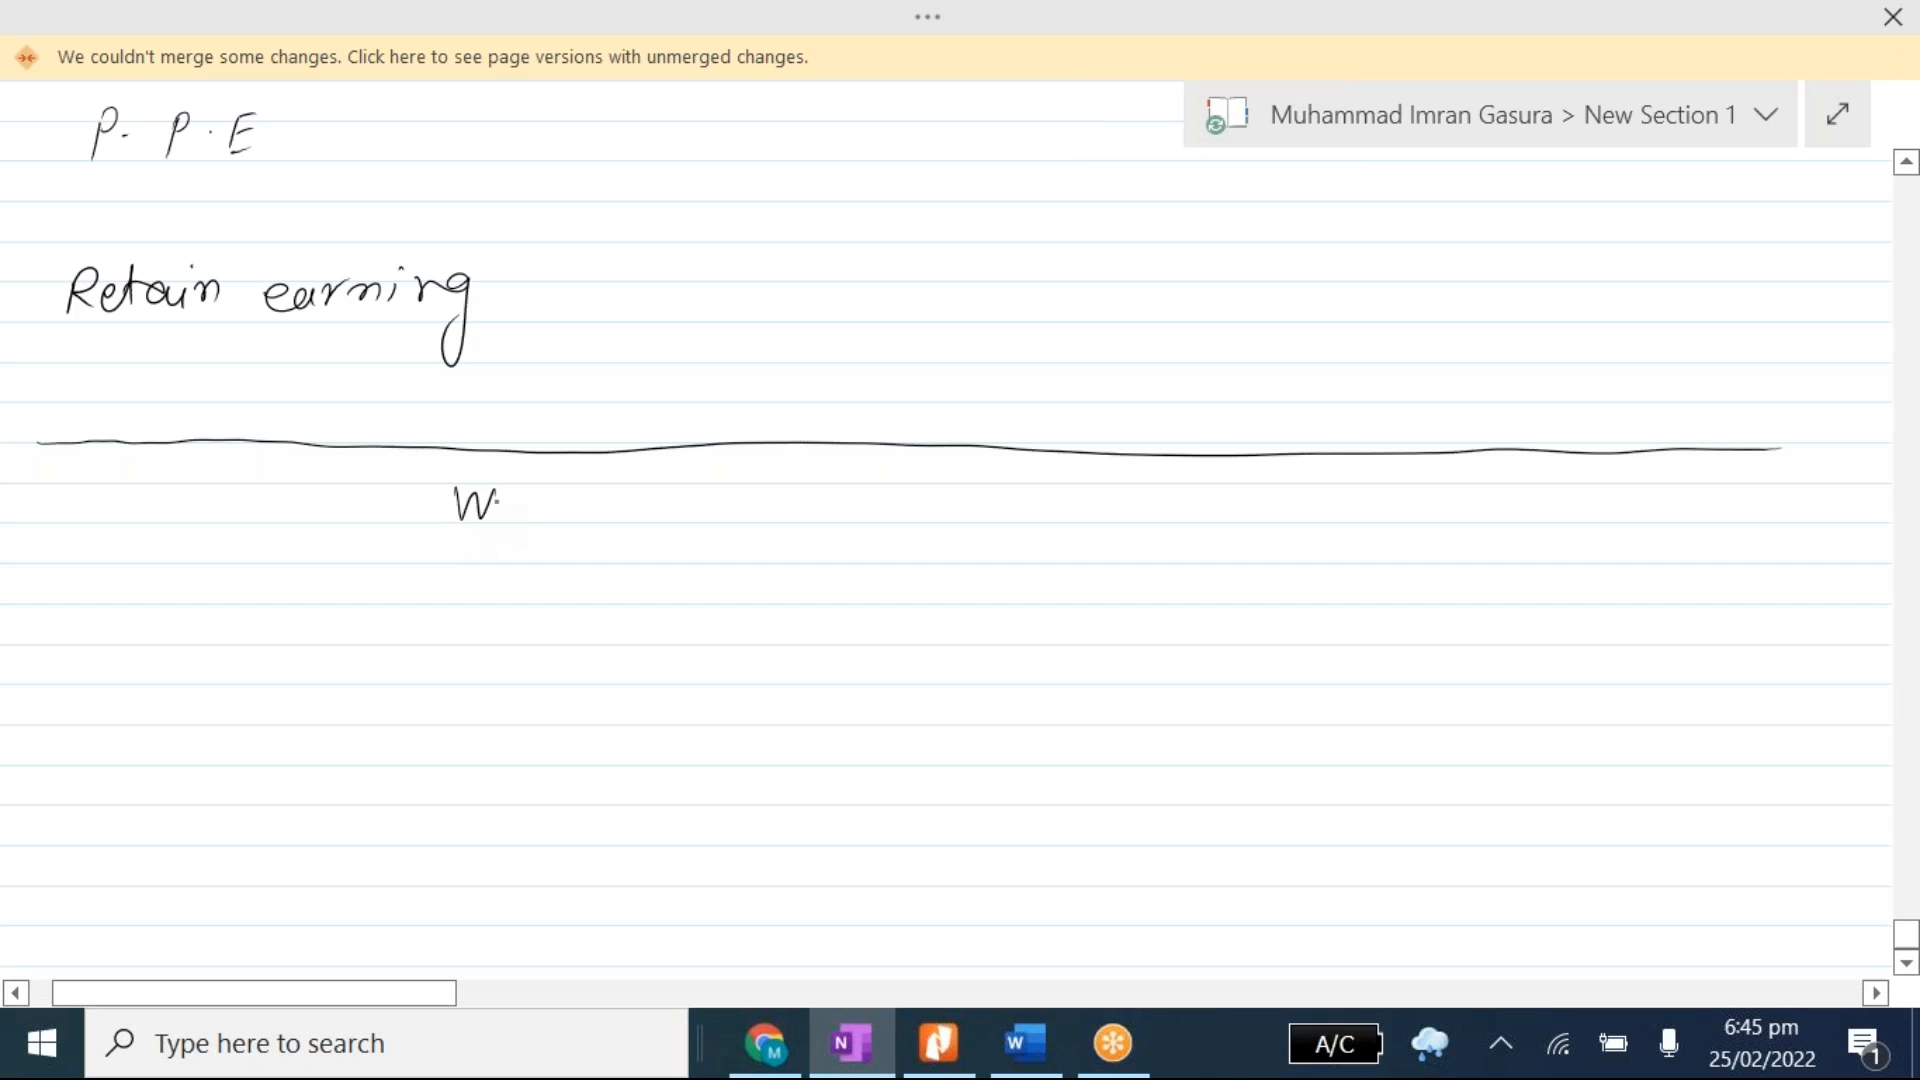 We couldn't merge some changes. Click here to see page versions with unmerged changes.
P. P. E
Muhammad Imran Gasura > New Section 1
Retain earning
W.
Type here to search
A/C
6:45 pm
25/02/2022
1